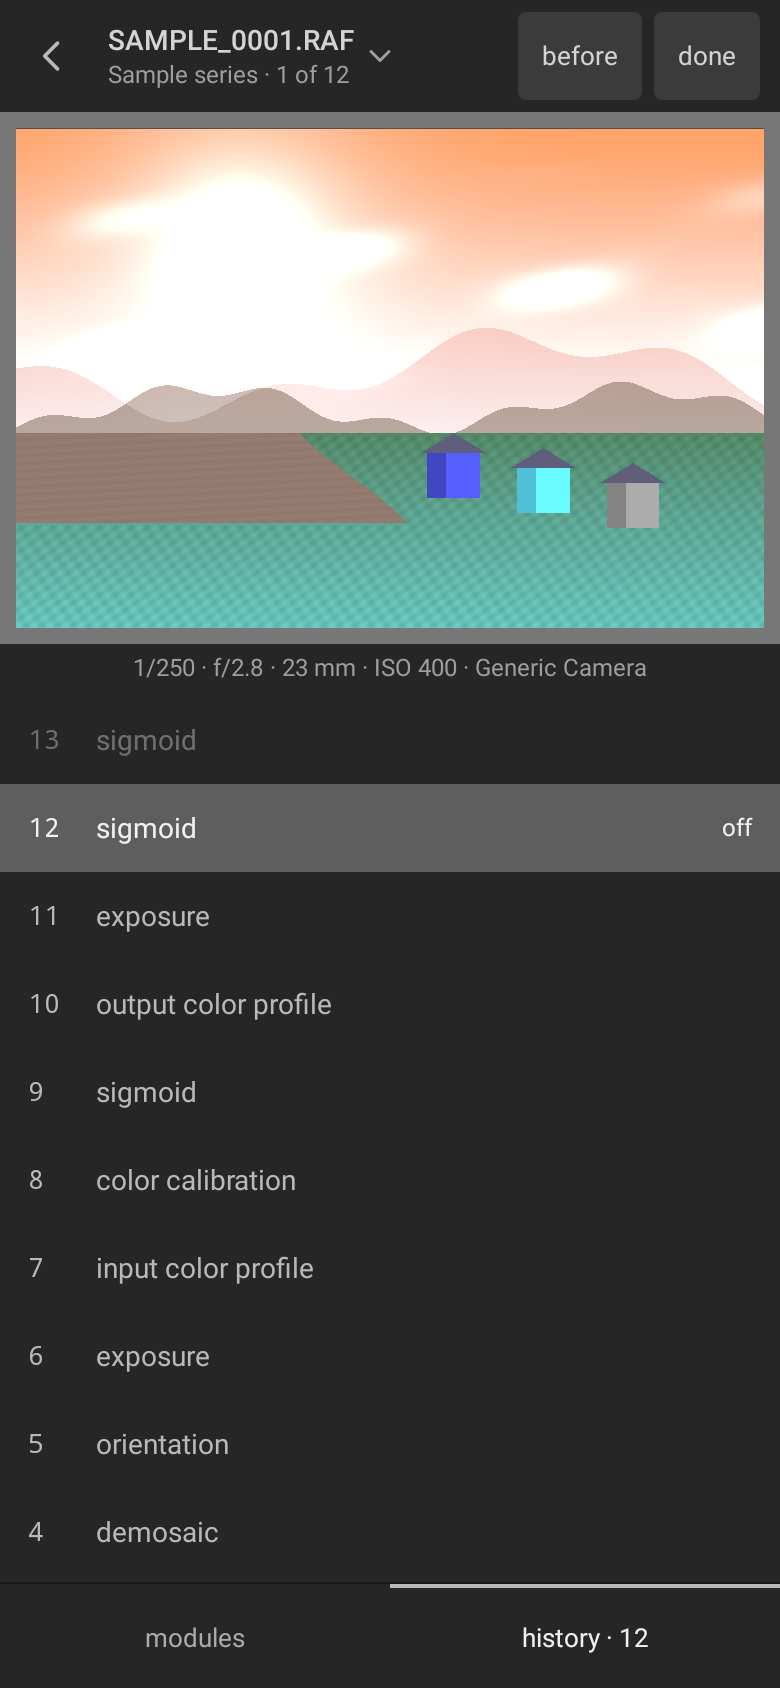 SAMPLE_0001.RAF
Sample series · 1 of 12
before
done
1/250 · f/2.8 · 23 mm · ISO 400 · Generic Camera
13 sigmoid
12 sigmoid off
11 exposure
10 output color profile
9 sigmoid
8 color calibration
7 input color profile
6 exposure
5 orientation
4 demosaic
modules
history · 12